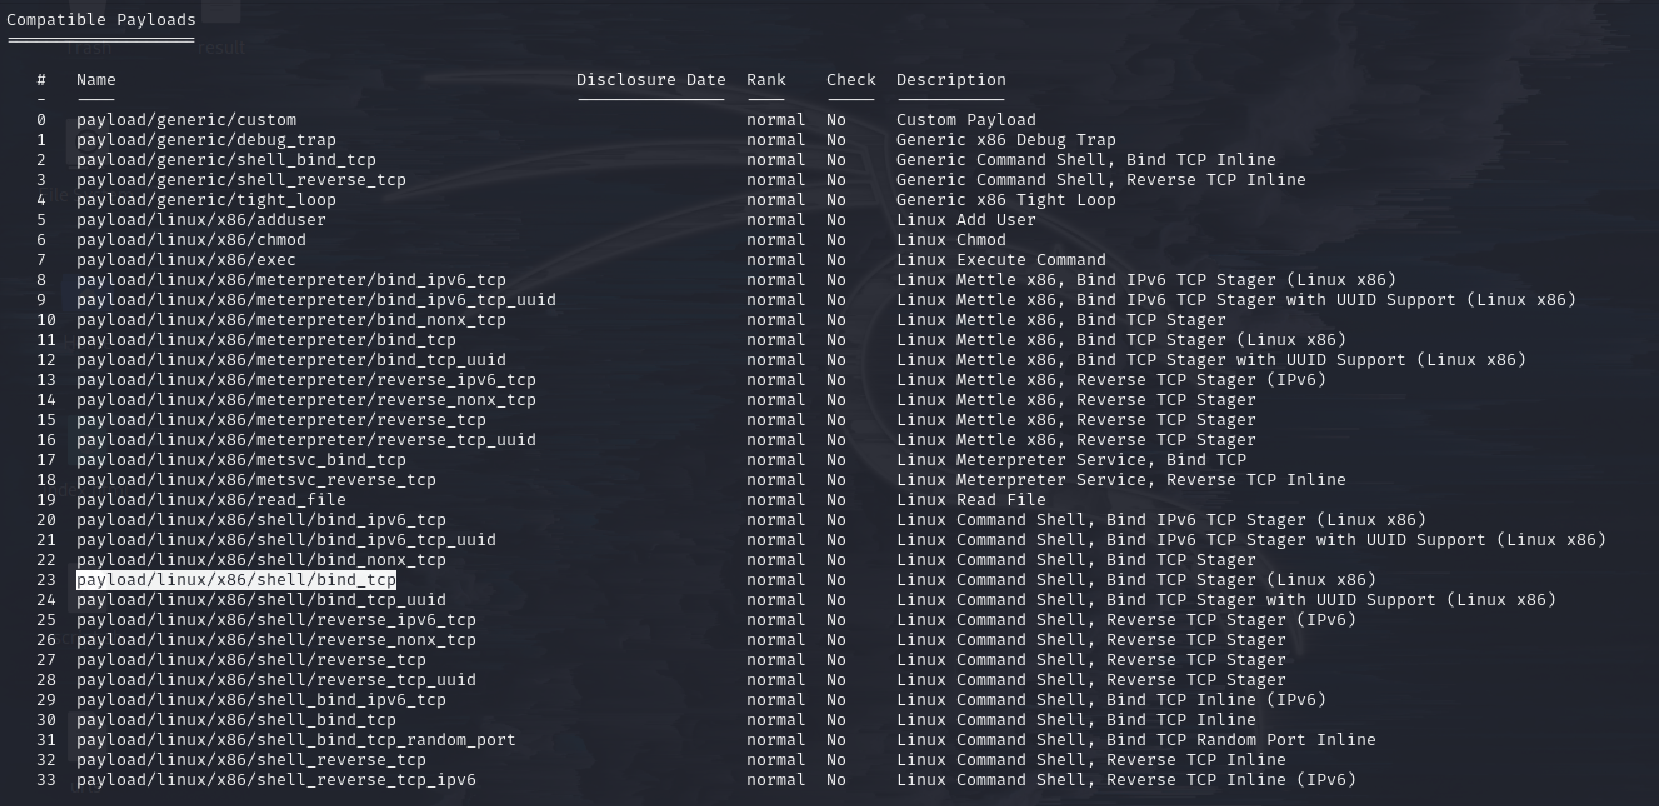 Compatible Payloads
===================
# Name Disclosure Date Rank Check Description
- ---- --------------- ---- ----- -----------
0 payload/generic/custom normal No Custom Payload
1 payload/generic/debug_trap normal No Generic x86 Debug Trap
2 payload/generic/shell_bind_tcp normal No Generic Command Shell, Bind TCP Inline
3 payload/generic/shell_reverse_tcp normal No Generic Command Shell, Reverse TCP Inline
4 payload/generic/tight_loop normal No Generic x86 Tight Loop
5 payload/linux/x86/adduser normal No Linux Add User
6 payload/linux/x86/chmod normal No Linux Chmod
7 payload/linux/x86/exec normal No Linux Execute Command
8 payload/linux/x86/meterpreter/bind_ipv6_tcp normal No Linux Mettle x86, Bind IPv6 TCP Stager (Linux x86)
9 payload/linux/x86/meterpreter/bind_ipv6_tcp_uuid normal No Linux Mettle x86, Bind IPv6 TCP Stager with UUID Support (Linux x86)
10 payload/linux/x86/meterpreter/bind_nonx_tcp normal No Linux Mettle x86, Bind TCP Stager
11 payload/linux/x86/meterpreter/bind_tcp normal No Linux Mettle x86, Bind TCP Stager (Linux x86)
12 payload/linux/x86/meterpreter/bind_tcp_uuid normal No Linux Mettle x86, Bind TCP Stager with UUID Support (Linux x86)
13 payload/linux/x86/meterpreter/reverse_ipv6_tcp normal No Linux Mettle x86, Reverse TCP Stager (IPv6)
14 payload/linux/x86/meterpreter/reverse_nonx_tcp normal No Linux Mettle x86, Reverse TCP Stager
15 payload/linux/x86/meterpreter/reverse_tcp normal No Linux Mettle x86, Reverse TCP Stager
16 payload/linux/x86/meterpreter/reverse_tcp_uuid normal No Linux Mettle x86, Reverse TCP Stager
17 payload/linux/x86/metsvc_bind_tcp normal No Linux Meterpreter Service, Bind TCP
18 payload/linux/x86/metsvc_reverse_tcp normal No Linux Meterpreter Service, Reverse TCP Inline
19 payload/linux/x86/read_file normal No Linux Read File
20 payload/linux/x86/shell/bind_ipv6_tcp normal No Linux Command Shell, Bind IPv6 TCP Stager (Linux x86)
21 payload/linux/x86/shell/bind_ipv6_tcp_uuid normal No Linux Command Shell, Bind IPv6 TCP Stager with UUID Support (Linux x86)
22 payload/linux/x86/shell/bind_nonx_tcp normal No Linux Command Shell, Bind TCP Stager
23 payload/linux/x86/shell/bind_tcp normal No Linux Command Shell, Bind TCP Stager (Linux x86)
24 payload/linux/x86/shell/bind_tcp_uuid normal No Linux Command Shell, Bind TCP Stager with UUID Support (Linux x86)
25 payload/linux/x86/shell/reverse_ipv6_tcp normal No Linux Command Shell, Reverse TCP Stager (IPv6)
26 payload/linux/x86/shell/reverse_nonx_tcp normal No Linux Command Shell, Reverse TCP Stager
27 payload/linux/x86/shell/reverse_tcp normal No Linux Command Shell, Reverse TCP Stager
28 payload/linux/x86/shell/reverse_tcp_uuid normal No Linux Command Shell, Reverse TCP Stager
29 payload/linux/x86/shell_bind_ipv6_tcp normal No Linux Command Shell, Bind TCP Inline (IPv6)
30 payload/linux/x86/shell_bind_tcp normal No Linux Command Shell, Bind TCP Inline
31 payload/linux/x86/shell_bind_tcp_random_port normal No Linux Command Shell, Bind TCP Random Port Inline
32 payload/linux/x86/shell_reverse_tcp normal No Linux Command Shell, Reverse TCP Inline
33 payload/linux/x86/shell_reverse_tcp_ipv6 normal No Linux Command Shell, Reverse TCP Inline (IPv6)